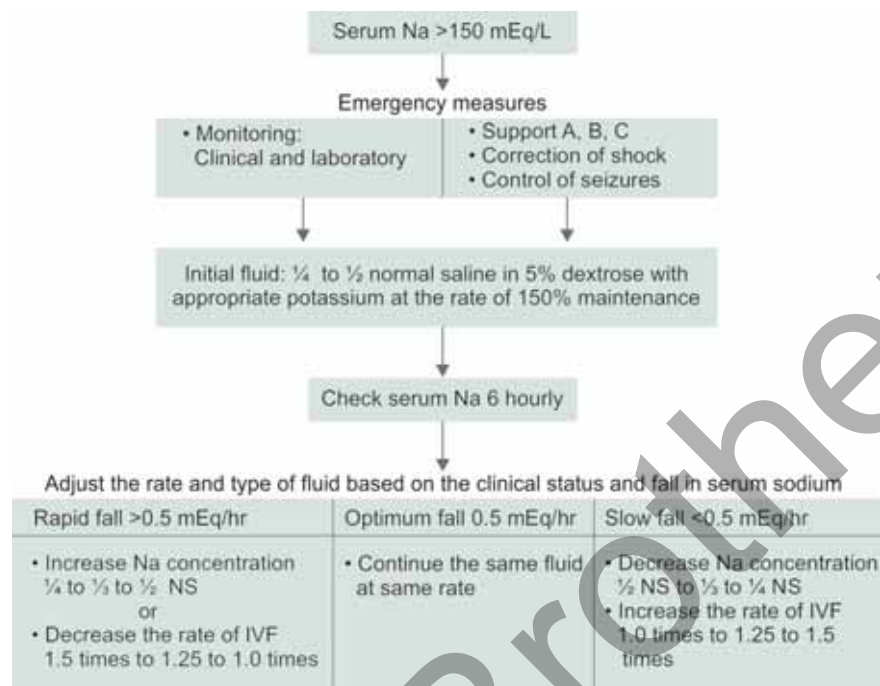 Serum Na >150 mEq/L
Emergency measures
• Monitoring:
Clinical and laboratory
• Support A, B, C
• Correction of shock
• Control of seizures
Initial fluid: ¼ to ½ normal saline in 5% dextrose with
appropriate potassium at the rate of 150% maintenance
Check serum Na 6 hourly
Adjust the rate and type of fluid based on the clinical status and fall in serum sodium
Rapid fall >0.5 mEq/hr
• Increase Na concentration
¼ to ⅓ to ½ NS
or
• Decrease the rate of IVF
1.5 times to 1.25 to 1.0 times
Optimum fall 0.5 mEq/hr
• Continue the same fluid
at same rate
Slow fall <0.5 mEq/hr
• Decrease Na concentration
½ NS to ⅓ to ¼ NS
• Increase the rate of IVF
1.0 times to 1.25 to 1.5
times